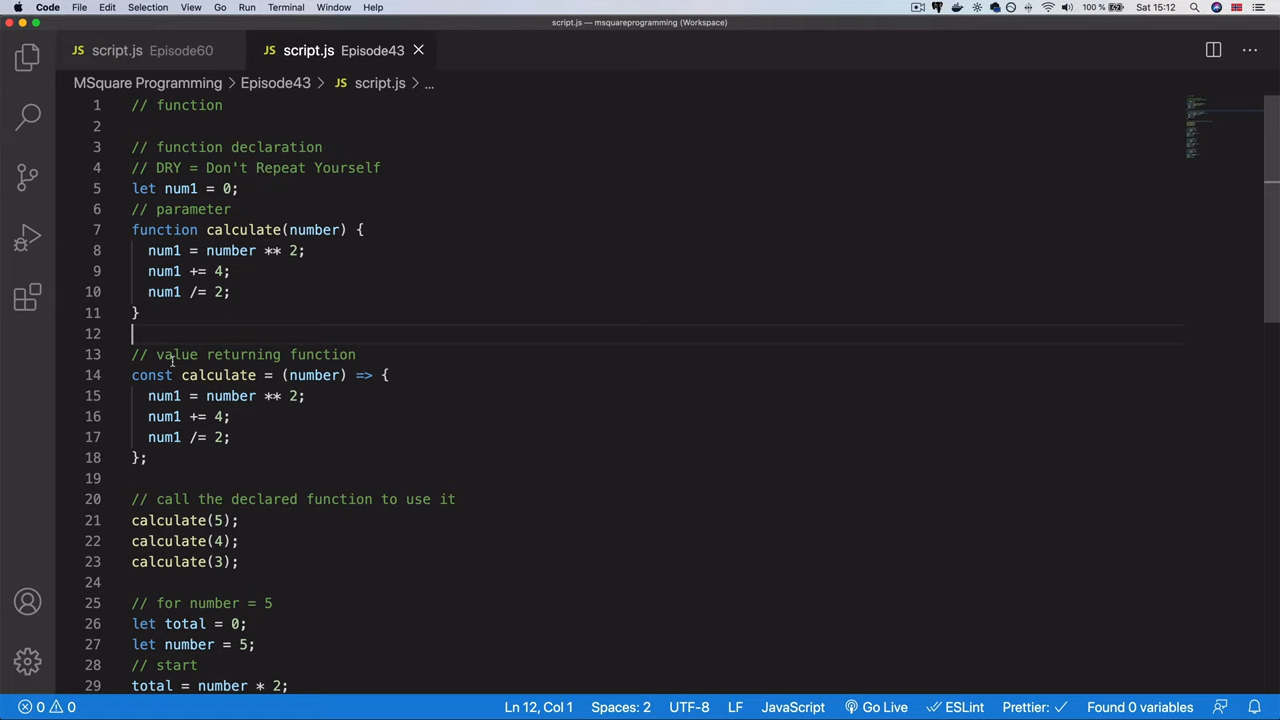 Code File Edit Selection View Go Run Terminal Window Help 100 % Sat 15:12
script.js — msquareprogramming (Workspace)
JS script.js Episode60 JS script.js Episode43
MSquare Programming > Episode43 > JS script.js > ...
1 // function
2
3 // function declaration
4 // DRY = Don't Repeat Yourself
5 let num1 = 0;
6 // parameter
7 function calculate(number) {
8 num1 = number ** 2;
9 num1 += 4;
10 num1 /= 2;
11 }
12
13 // value returning function
14 const calculate = (number) => {
15 num1 = number ** 2;
16 num1 += 4;
17 num1 /= 2;
18 };
19
20 // call the declared function to use it
21 calculate(5);
22 calculate(4);
23 calculate(3);
24
25 // for number = 5
26 let total = 0;
27 let number = 5;
28 // start
29 total = number * 2;
0 0 Ln 12, Col 1 Spaces: 2 UTF-8 LF JavaScript Go Live ESLint Prettier: ✓ Found 0 variables